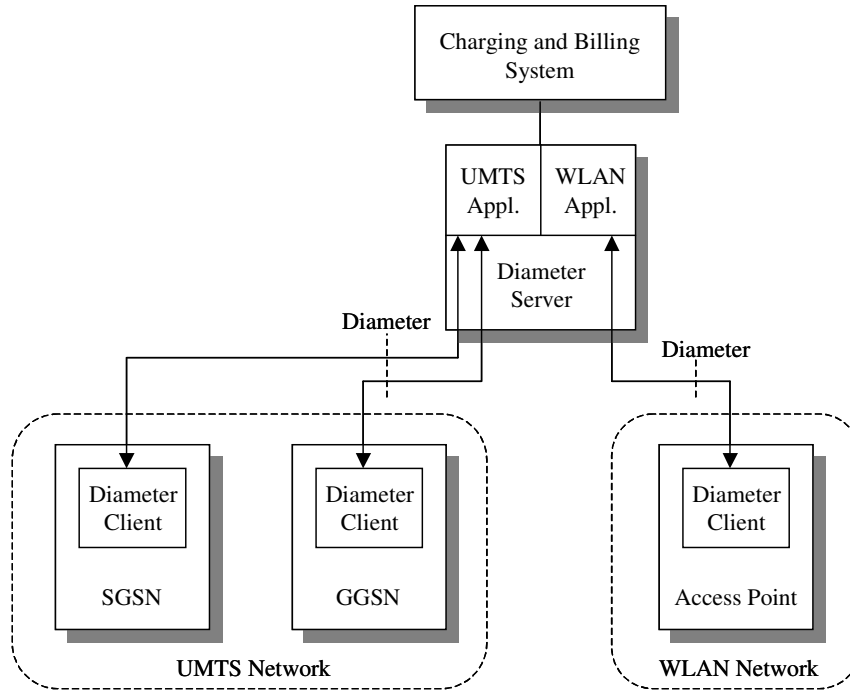 Charging and Billing
System
UMTS
Appl.
WLAN
Appl.
Diameter
Server
Diameter
Diameter
Diameter
Client
SGSN
Diameter
Client
GGSN
Diameter
Client
Access Point
UMTS Network
WLAN Network